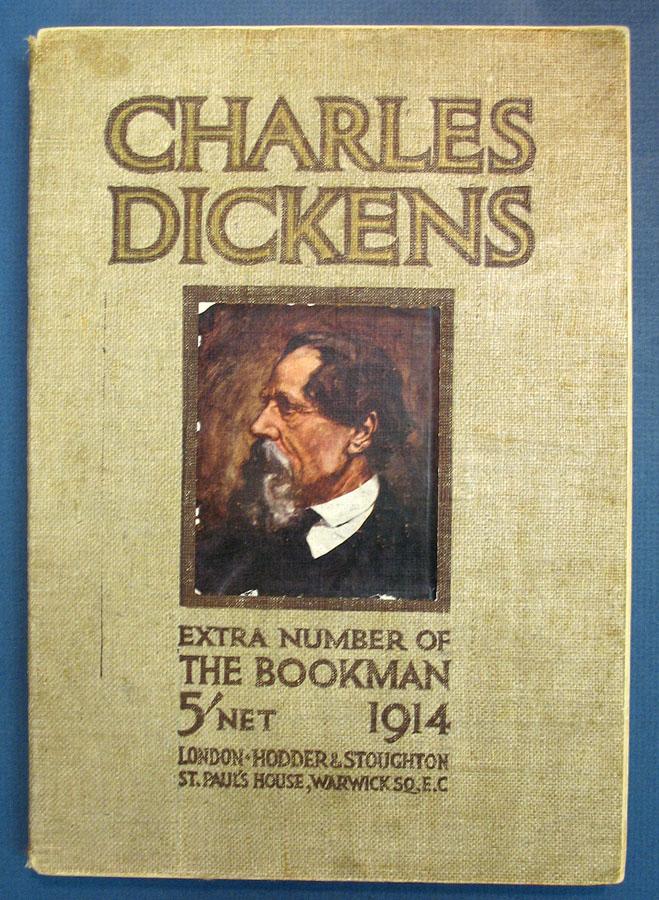 CHARLES
DICKENS
EXTRA NUMBER OF
THE BOOKMAN
5/ NET 1914
LONDON · HODDER & STOUGHTON
ST. PAUL'S HOUSE, WARWICK SQ. E.C